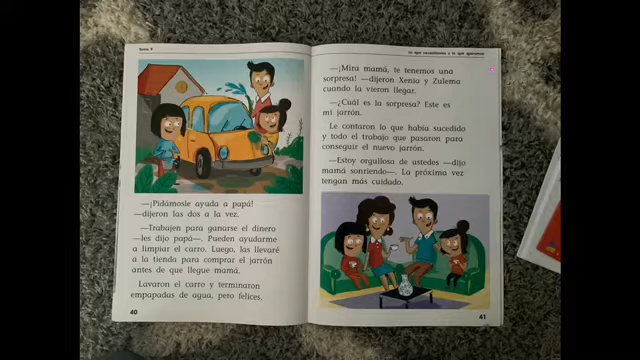 Tema 9
—¡Pidámosle ayuda a papá!
—dijeron las dos a la vez.
—Trabajen para ganarse el dinero
—les dijo papá—. Pueden ayudarme
a limpiar el carro. Luego, las llevaré
a la tienda para comprar el jarrón
antes de que llegue mamá.
Lavaron el carro y terminaron
empapadas de agua, pero felices.
40
Lo que necesitamos y lo que queremos
—¡Mira mamá, te tenemos una
sorpresa! —dijeron Xenia y Zulema
cuando la vieron llegar.
—¿Cuál es la sorpresa? Este es
mi jarrón.
Le contaron lo que había sucedido
y todo el trabajo que pasaron para
conseguir el nuevo jarrón.
—Estoy orgullosa de ustedes —dijo
mamá sonriendo—. La próxima vez
tengan más cuidado.
41